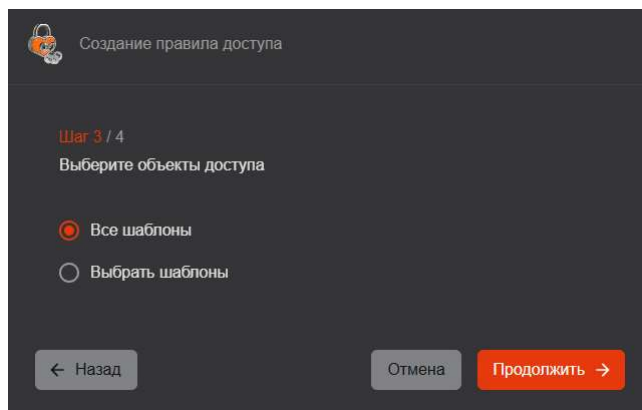 Создание правила доступа
Шаг 3 / 4
Выберите объекты доступа
Все шаблоны
Выбрать шаблоны
← Назад
Отмена
Продолжить →